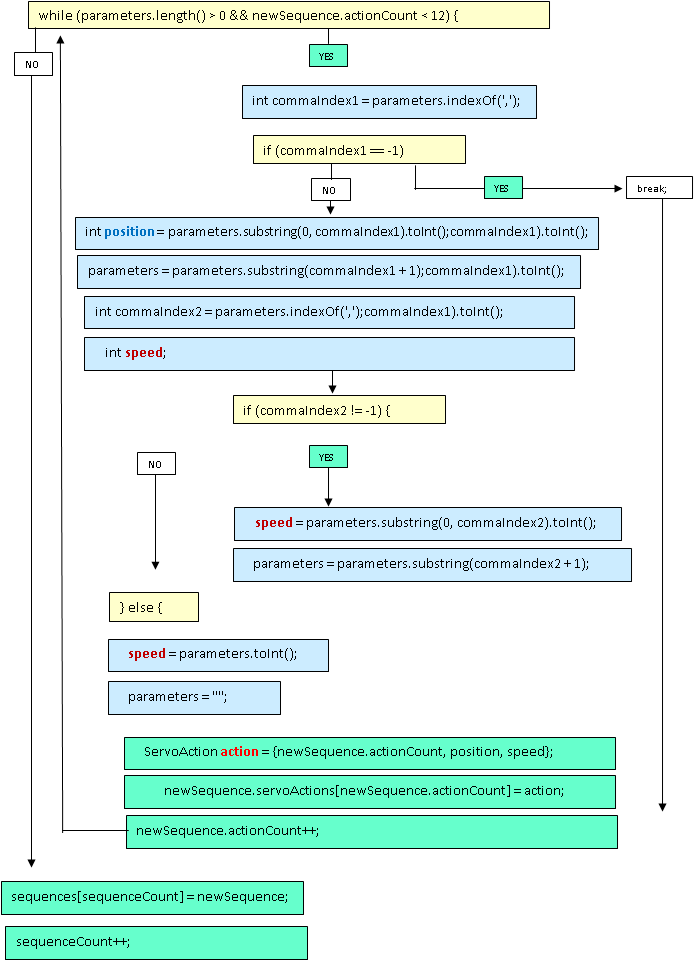 while (parameters.length() > 0 && newSequence.actionCount < 12) {
NO
YES
int commaIndex1 = parameters.indexOf(',');
if (commaIndex1 == -1)
NO
YES
break;
int position = parameters.substring(0, commaIndex1).toInt();commaIndex1).toInt();
parameters = parameters.substring(commaIndex1 + 1);commaIndex1).toInt();
int commaIndex2 = parameters.indexOf(',');commaIndex1).toInt();
int speed;
if (commaIndex2 != -1) {
NO
YES
speed = parameters.substring(0, commaIndex2).toInt();
parameters = parameters.substring(commaIndex2 + 1);
} else {
speed = parameters.toInt();
parameters = "";
ServoAction action = {newSequence.actionCount, position, speed};
newSequence.servoActions[newSequence.actionCount] = action;
newSequence.actionCount++;
sequences[sequenceCount] = newSequence;
sequenceCount++;